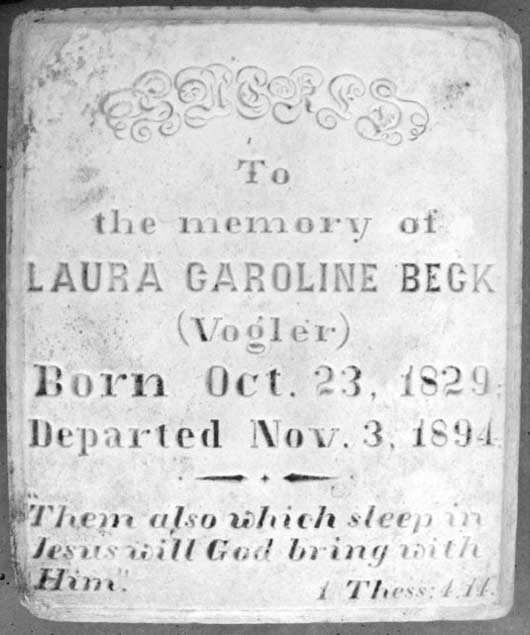 To
the memory of
LAURA CAROLINE BECK
(Vogler)
Born Oct. 23, 1829;
Departed Nov. 3, 1894.
"Them also which sleep in
Jesus will God bring with
Him". 1 Thess: 4,14.